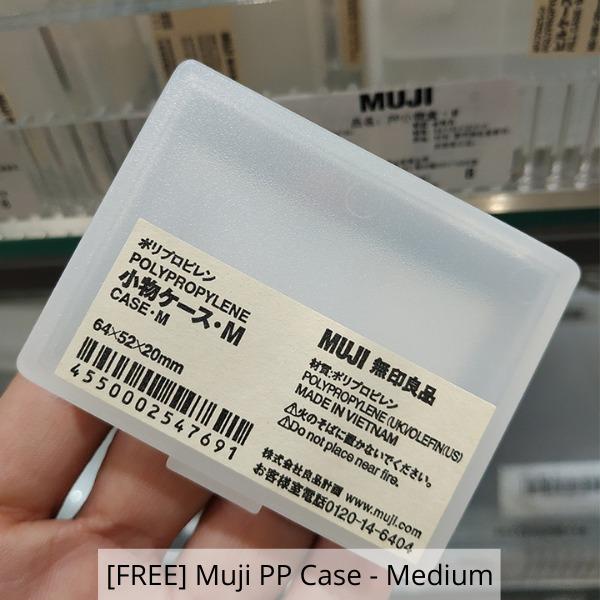 MUJI
ポリプロピレン
POLYPROPYLENE
小物ケース・M
CASE・M
64×52×20mm
4550002547691
MUJI 無印良品
材質:ポリプロピレン
POLYPROPYLENE (UK)/OLEFIN(US)
MADE IN VIETNAM
⚠火のそばに置かないでください。
⚠Do not place near fire.
株式会社良品計画 www.muji.com
お客様室電話0120-14-6404
[FREE] Muji PP Case - Medium